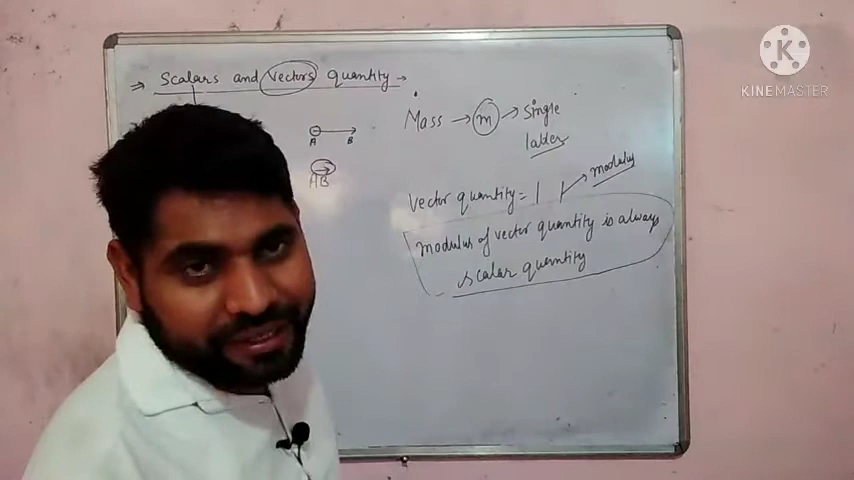 ⇒ Scalars and Vectors quantity →
A B
AB
Mass → m → Single
latter
Vector quantity = | | → modulus
modulus of vector quantity is always
scalar quantity
K
KINEMASTER